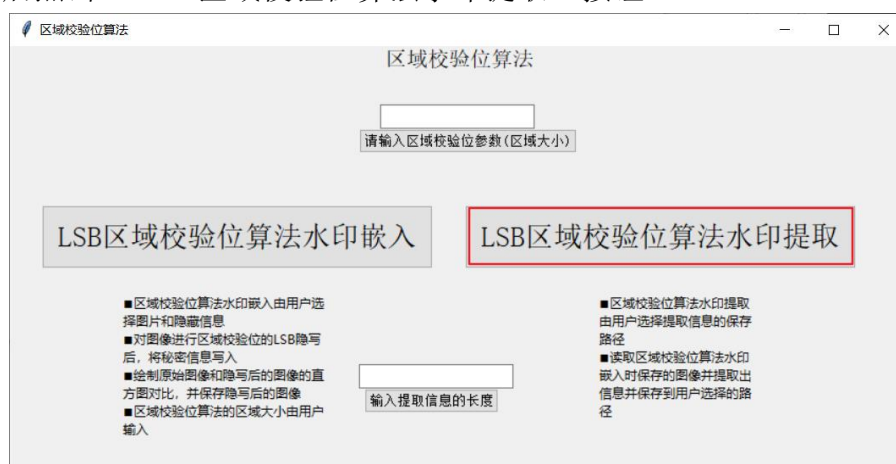 区域校验位算法
区域校验位算法
请输入区域校验位参数(区域大小)
LSB区域校验位算法水印嵌入
LSB区域校验位算法水印提取
■区域校验位算法水印嵌入由用户选
择图片和隐藏信息
■对图像进行区域校验位的LSB隐写
后，将秘密信息写入
■绘制原始图像和隐写后的图像的直
方图对比，并保存隐写后的图像
■区域校验位算法的区域大小由用户
输入
输入提取信息的长度
■区域校验位算法水印提取
由用户选择提取信息的保存
路径
■读取区域校验位算法水印
嵌入时保存的图像并提取出
信息并保存到用户选择的路
径